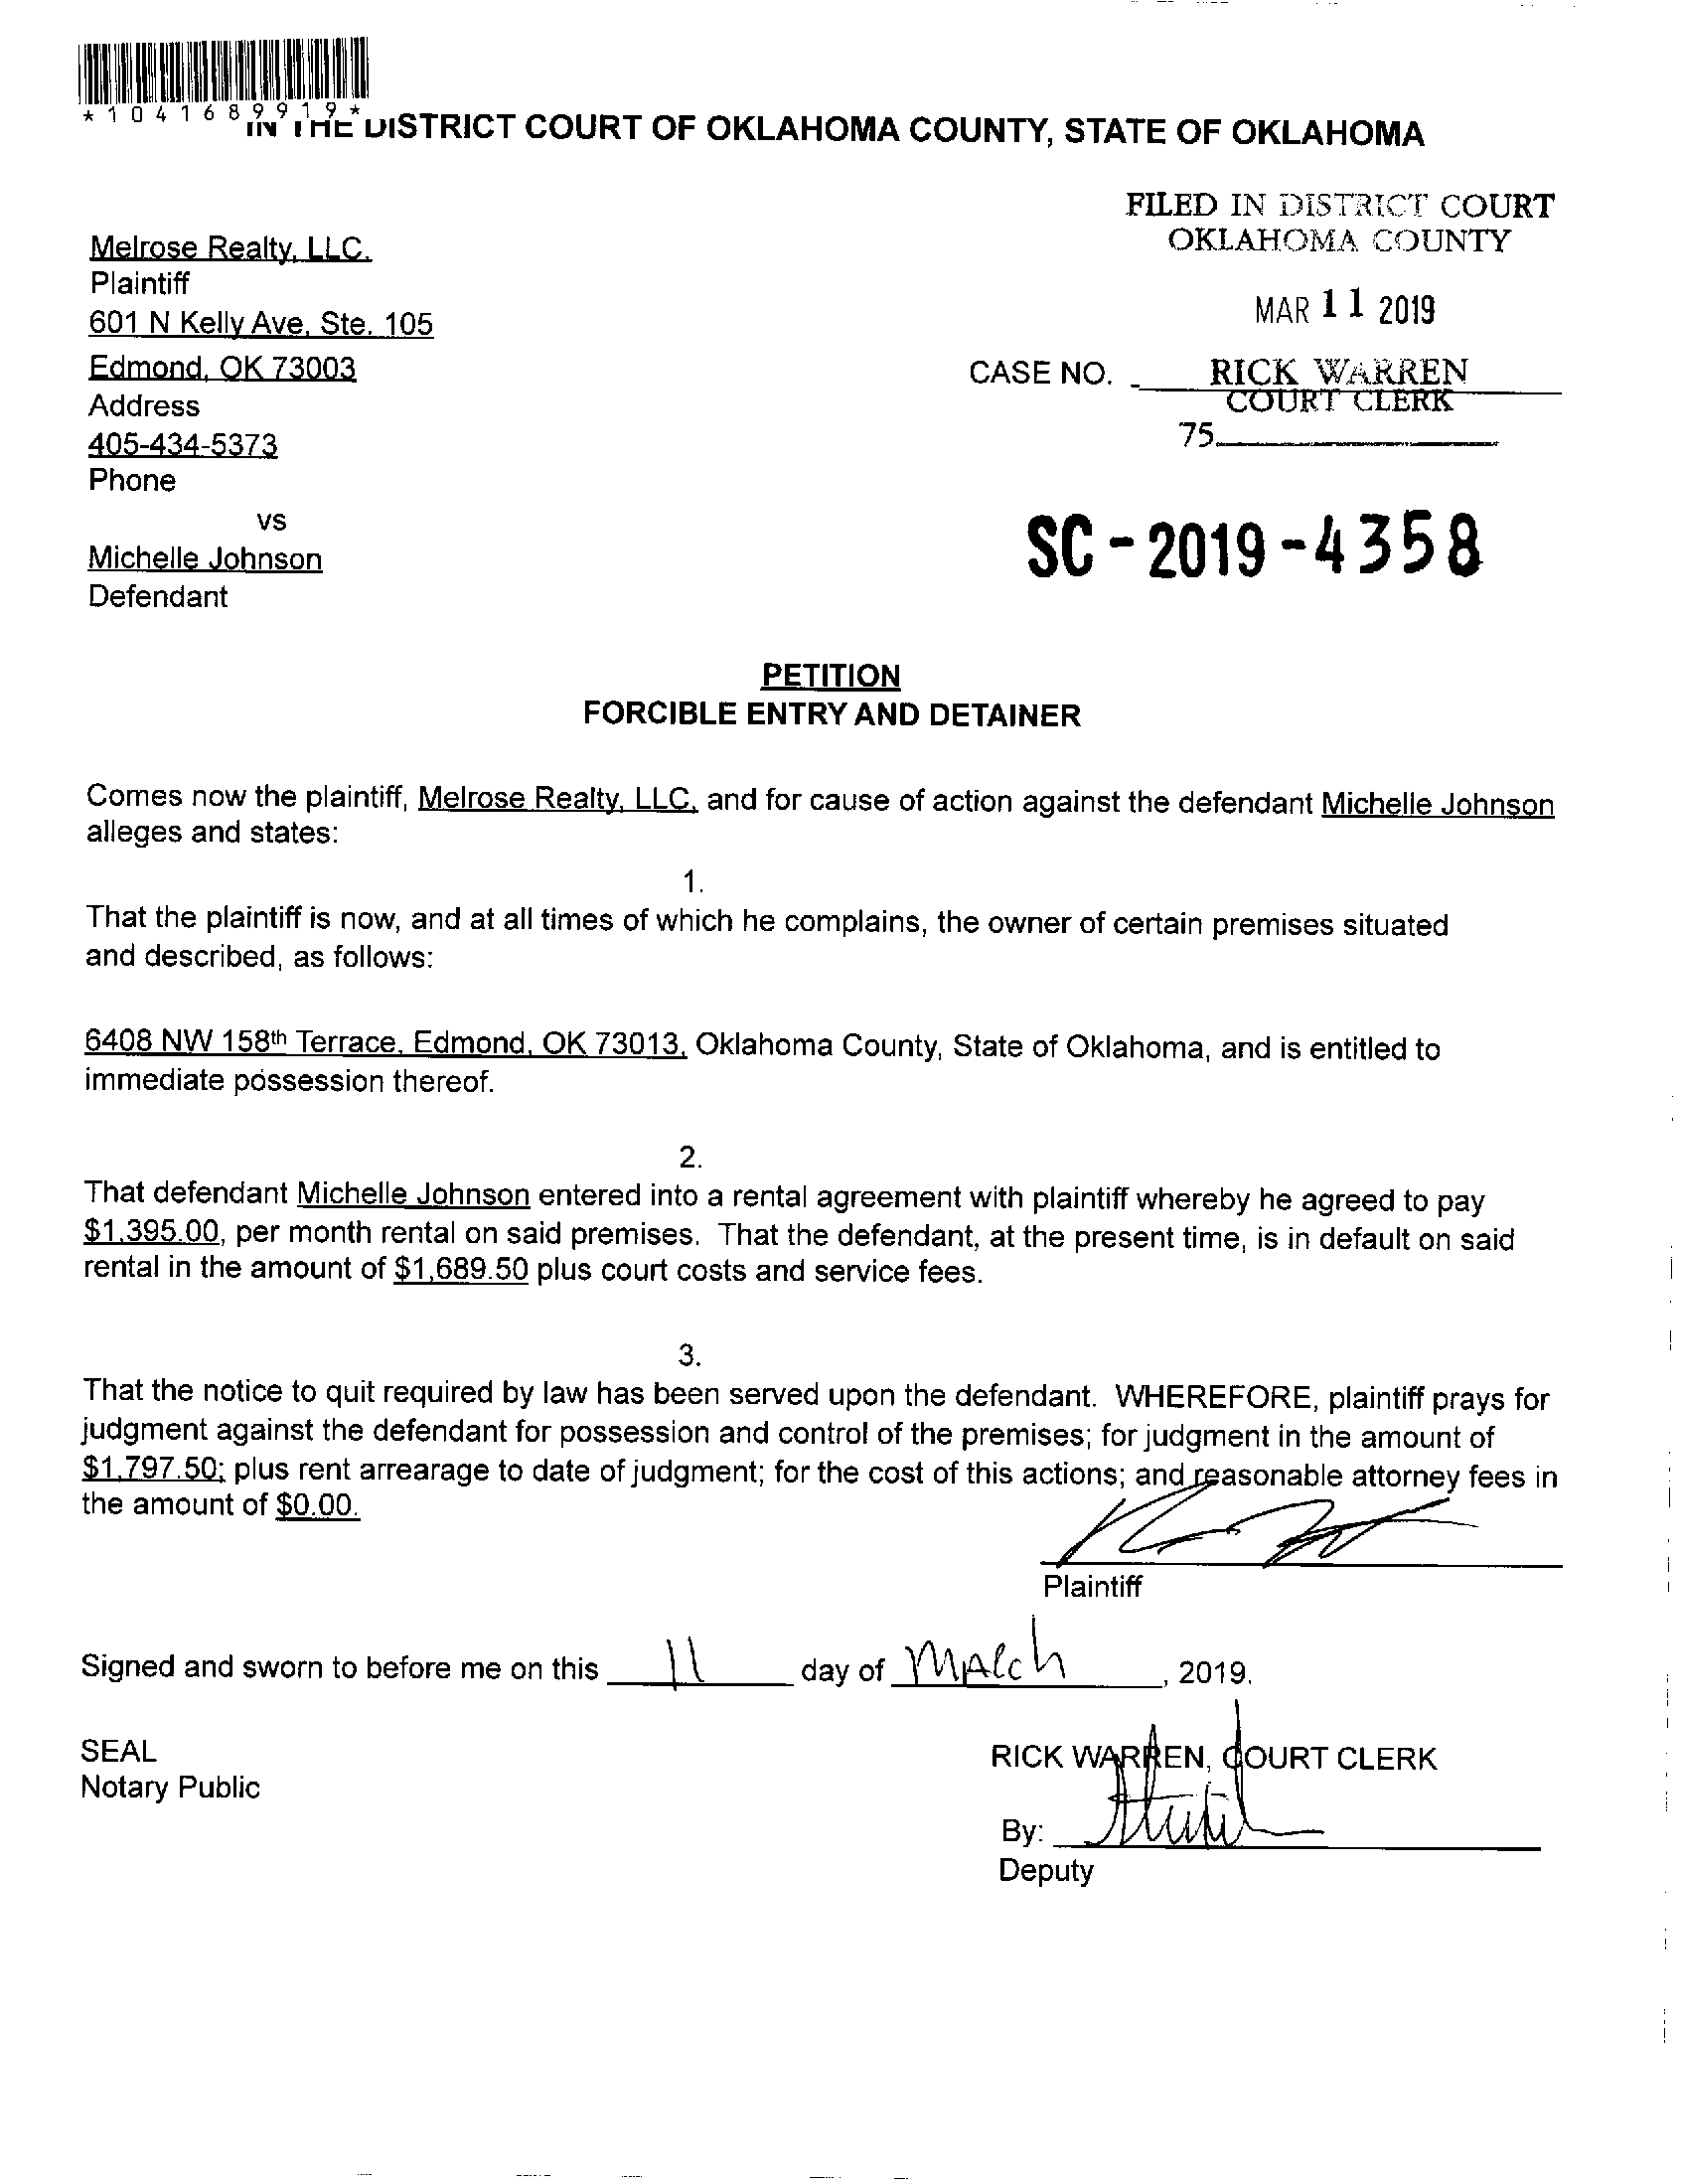 *1041689919*
IN THE DISTRICT COURT OF OKLAHOMA COUNTY, STATE OF OKLAHOMA
FILED IN DISTRICT COURT
OKLAHOMA COUNTY
MAR 11 2019
RICK WARREN
COURT CLERK
75
Melrose Realty, LLC.
Plaintiff
601 N Kelly Ave, Ste. 105
Edmond, OK 73003
Address
405-434-5373
Phone
CASE NO.
vs
Michelle Johnson
Defendant
SC-2019-4358
PETITION
FORCIBLE ENTRY AND DETAINER
Comes now the plaintiff, Melrose Realty, LLC, and for cause of action against the defendant Michelle Johnson
alleges and states:
1.
That the plaintiff is now, and at all times of which he complains, the owner of certain premises situated
and described, as follows:
6408 NW 158th Terrace, Edmond, OK 73013, Oklahoma County, State of Oklahoma, and is entitled to
immediate possession thereof.
2.
That defendant Michelle Johnson entered into a rental agreement with plaintiff whereby he agreed to pay
$1,395.00, per month rental on said premises. That the defendant, at the present time, is in default on said
rental in the amount of $1,689.50 plus court costs and service fees.
3.
That the notice to quit required by law has been served upon the defendant. WHEREFORE, plaintiff prays for
judgment against the defendant for possession and control of the premises; for judgment in the amount of
$1,797.50; plus rent arrearage to date of judgment; for the cost of this actions; and reasonable attorney fees in
the amount of $0.00.
Plaintiff
Signed and sworn to before me on this 11 day of March, 2019.
SEAL
Notary Public
RICK WARREN, COURT CLERK
By:
Deputy